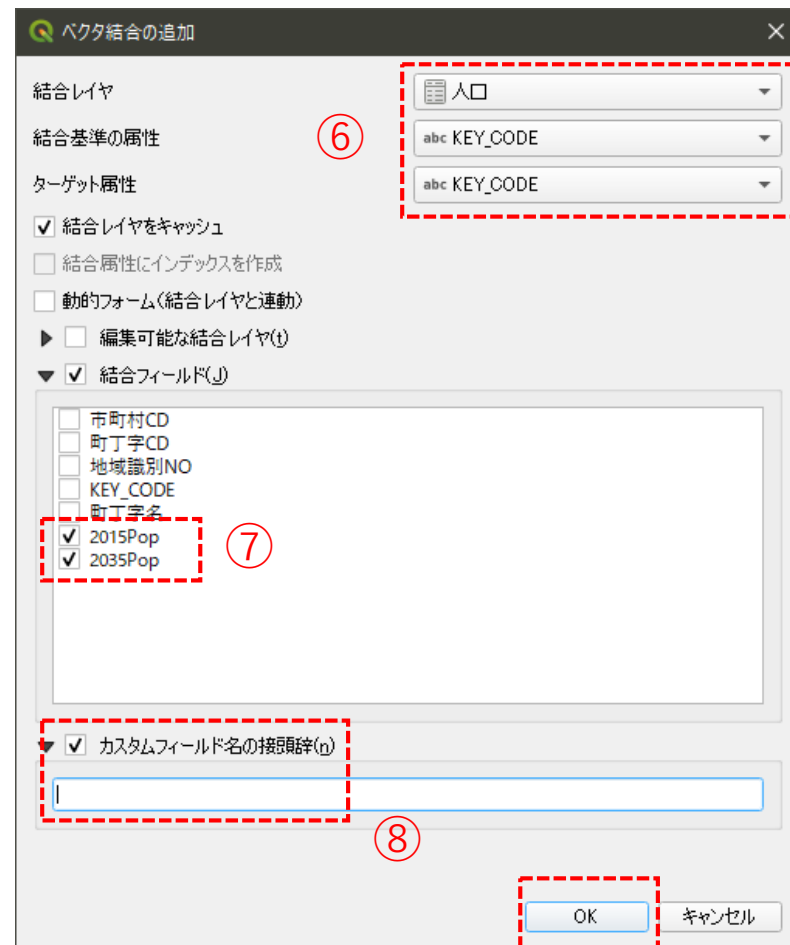 ベクタ結合の追加
結合レイヤ
人口
結合基準の属性
⑥
abc KEY_CODE
ターゲット属性
abc KEY_CODE
結合レイヤをキャッシュ
結合属性にインデックスを作成
動的フォーム(結合レイヤと連動)
編集可能な結合レイヤ(t)
結合フィールド(J)
市町村CD
町丁字CD
地域識別NO
KEY_CODE
町丁字名
2015Pop
⑦
2035Pop
カスタムフィールド名の接頭辞(n)
⑧
OK
キャンセル